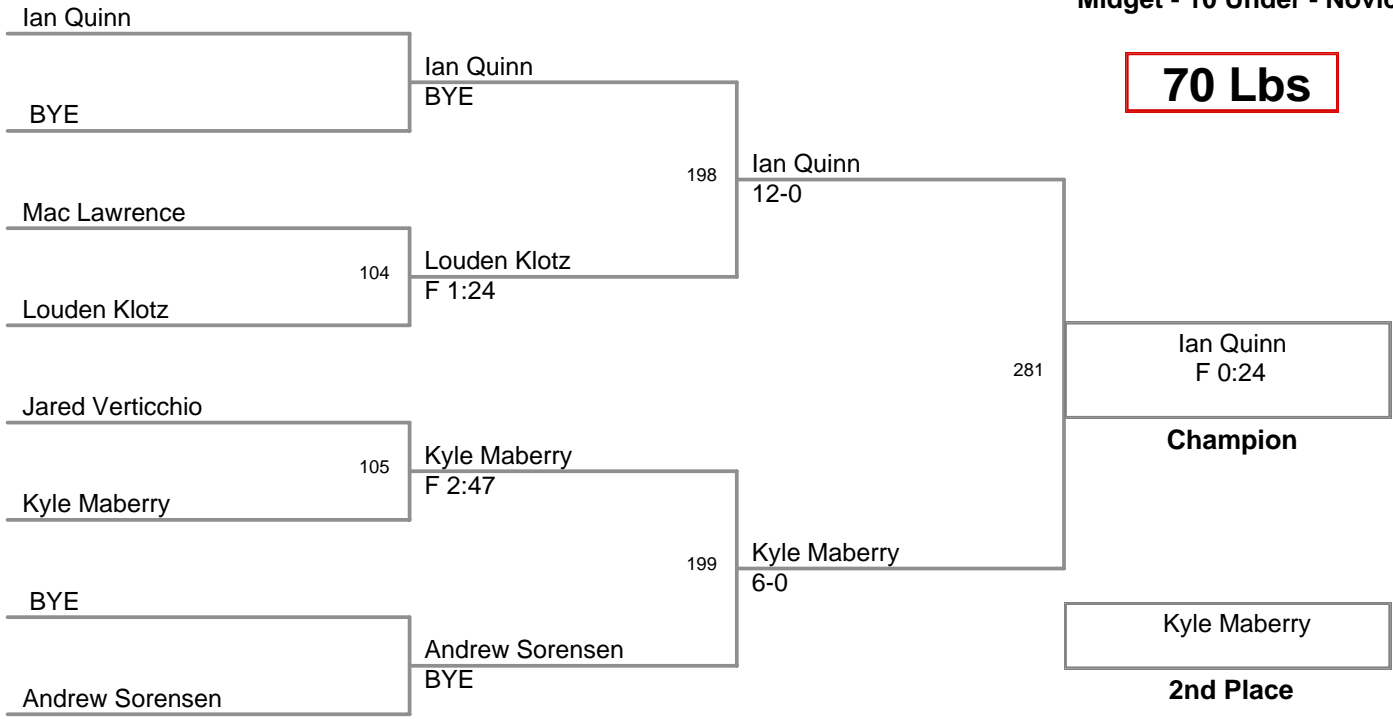 Midget - 10 Under - Novic
70 Lbs
Ian Quinn
BYE
Mac Lawrence
104
Louden Klotz
Jared Verticchio
105
Kyle Maberry
BYE
Andrew Sorensen
Ian Quinn
BYE
198
Louden Klotz
F 1:24
Kyle Maberry
F 2:47
199
Andrew Sorensen
BYE
Ian Quinn
12-0
281
Kyle Maberry
6-0
Ian Quinn
F 0:24
Champion
Kyle Maberry
2nd Place